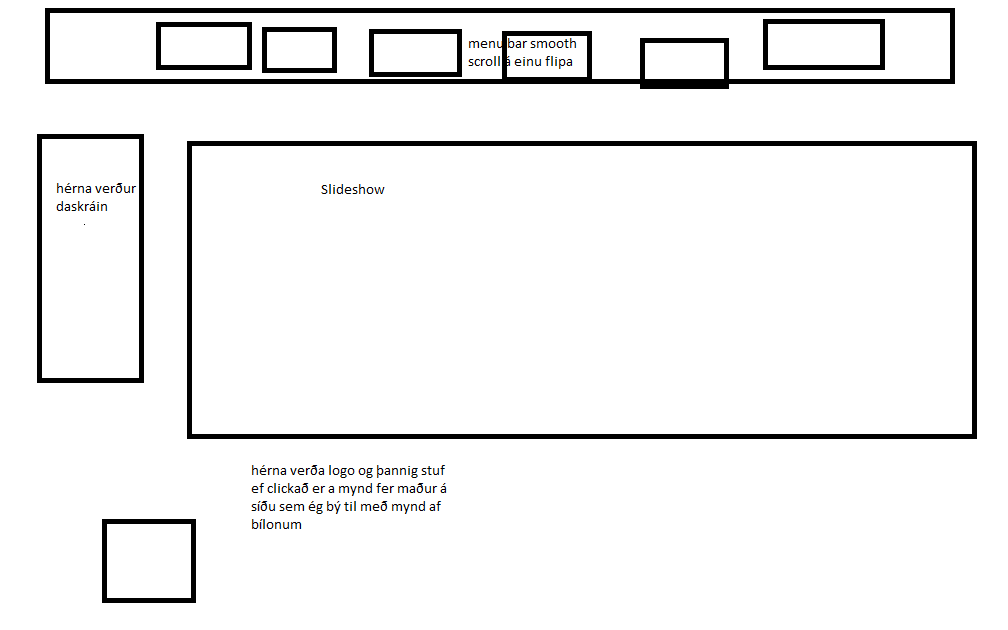 menu bar smooth
scroll á einu flipa
hérna verður
daskráin
.
Slideshow
hérna verða logo og þannig stuf
ef clickað er a mynd fer maður á
síðu sem ég bý til með mynd af
bílonum